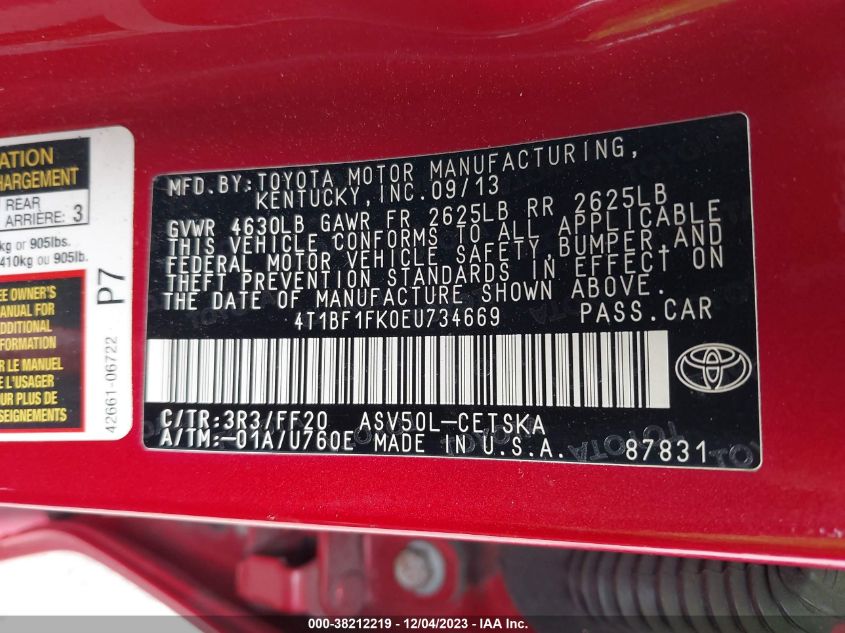 ATION
HARGEMENT
REAR
ARRIÈRE: 3
kg or 905lbs.
410kg ou 905lb.
P7
EE OWNER'S
MANUAL FOR
ADDITIONAL
INFORMATION
R LE MANUEL
E L'USAGER
42661-06722
MFD. BY: TOYOTA MOTOR MANUFACTURING,
KENTUCKY, INC. 09/13
GVWR 4630LB GAWR FR 2625LB RR 2625LB
THIS VEHICLE CONFORMS TO ALL APPLICABLE
FEDERAL MOTOR VEHICLE SAFETY, BUMPER, AND
THEFT PREVENTION STANDARDS IN EFFECT ON
THE DATE OF MANUFACTURE SHOWN ABOVE.
4T1BF1FK0EU734669 PASS. CAR
C/TR: 3R3/FF20 ASV50L-CETSKA
A/TM: -01A/U760E MADE IN U.S.A. 87831
000-38212219 - 12/04/2023 - IAA Inc.